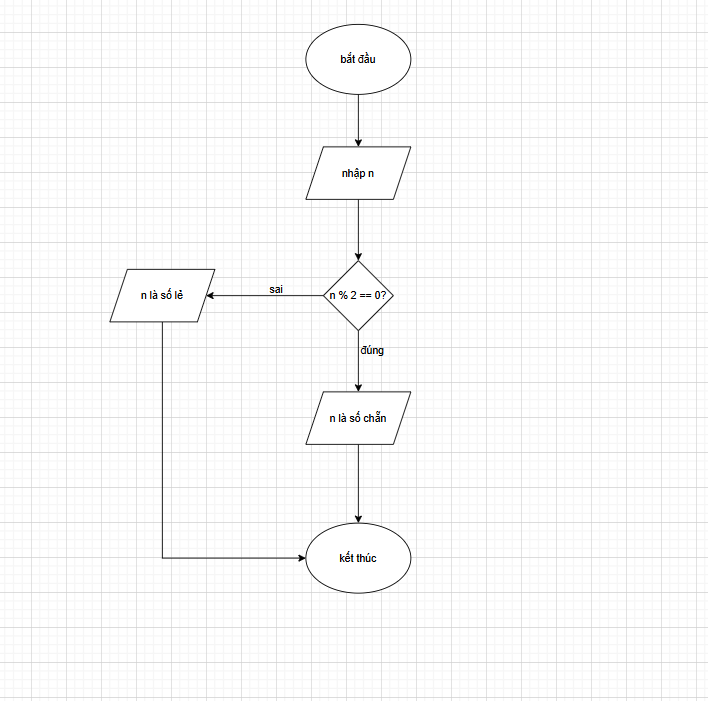 bắt đầu
nhập n
n % 2 == 0?
sai
n là số lẻ
đúng
n là số chẵn
kết thúc